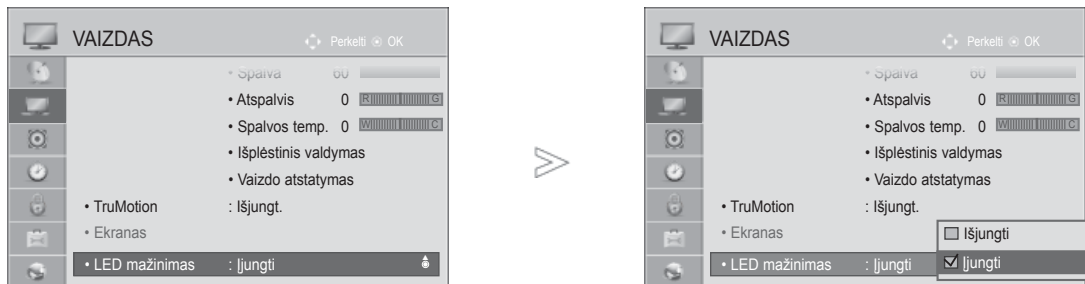 VAIZDAS
Perkelti OK
• Spalva 60
• Atspalvis 0 R G
• Spalvos temp. 0 W C
• Išplėstinis valdymas
• Vaizdo atstatymas
• TruMotion : Išjungt.
• Ekranas
• LED mažinimas : Įjungti
VAIZDAS
Perkelti OK
• Spalva 60
• Atspalvis 0 R G
• Spalvos temp. 0 W C
• Išplėstinis valdymas
• Vaizdo atstatymas
• TruMotion : Išjungt.
• Ekranas
• LED mažinimas : Įjungti
Išjungti
Įjungti